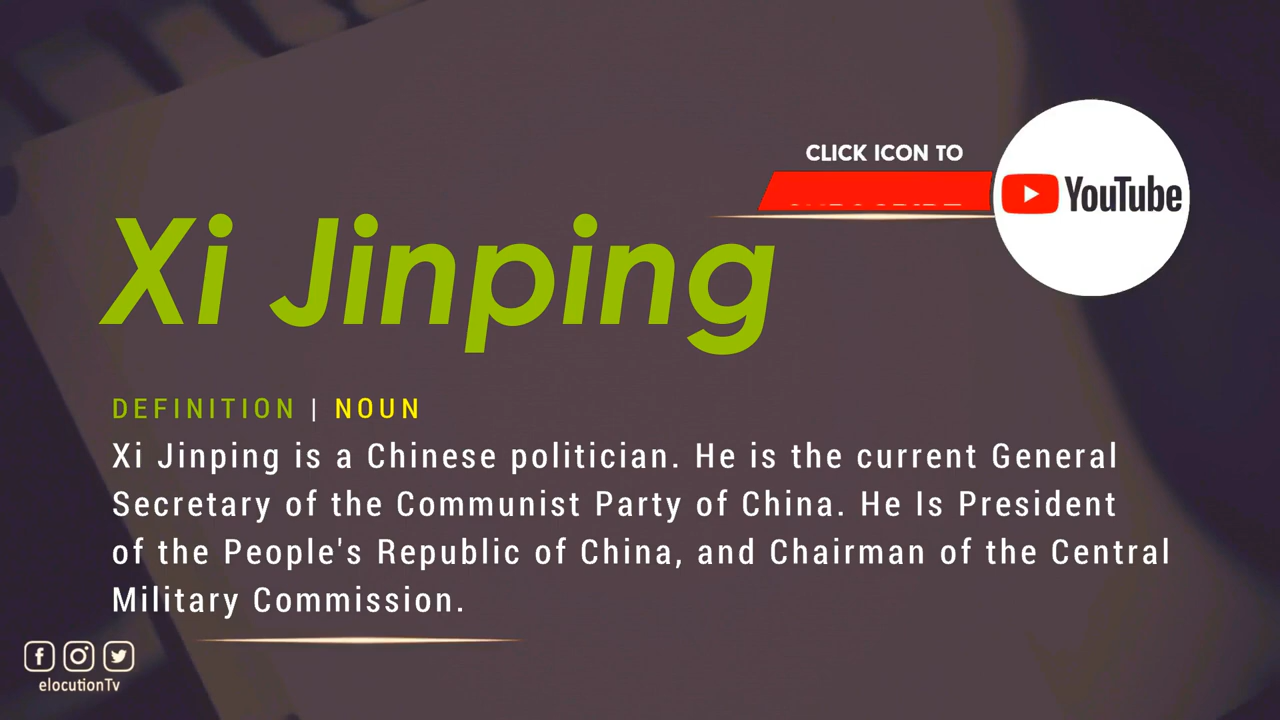 CLICK ICON TO
YouTube
Xi Jinping
DEFINITION | NOUN
Xi Jinping is a Chinese politician. He is the current General
Secretary of the Communist Party of China. He Is President
of the People's Republic of China, and Chairman of the Central
Military Commission.
elocutionTv